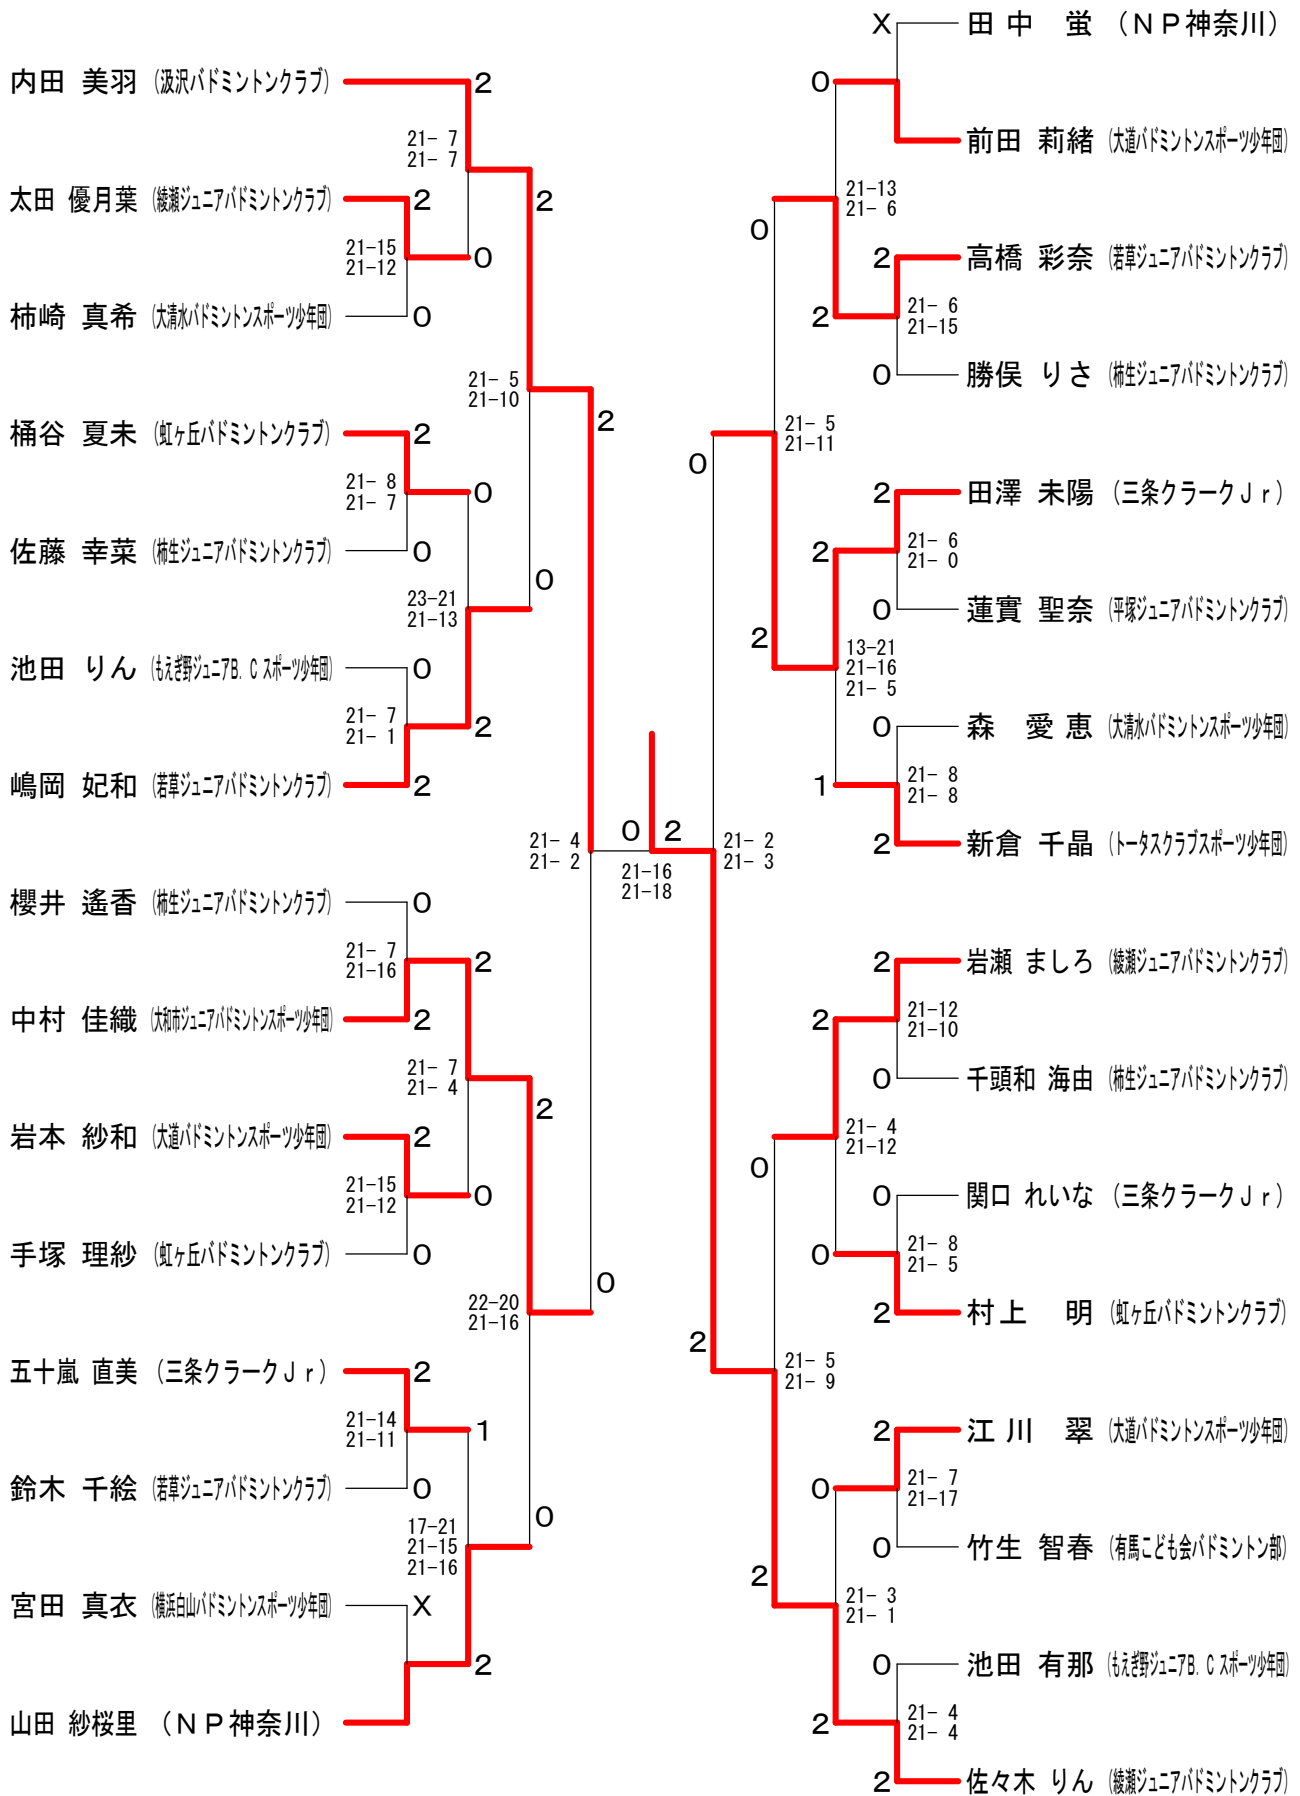 内田 美羽 (汲沢バドミントンクラブ) 2
21- 7
21- 7
2
太田 優月葉 (綾瀬ジュニアバドミントンクラブ) 2
21-15
21-12
0
柿崎 真希 (大清水バドミントンスポーツ少年団) 0
21- 5
21-10
2
桶谷 夏未 (虹ヶ丘バドミントンクラブ) 2
21- 8
21- 7
0
佐藤 幸菜 (柿生ジュニアバドミントンクラブ) 0
23-21
21-13
0
池田 りん (もえぎ野ジュニアB.C スポーツ少年団) 0
21- 7
21- 1
2
嶋岡 妃和 (若草ジュニアバドミントンクラブ) 2
21- 4
21- 2
櫻井 遙香 (柿生ジュニアバドミントンクラブ) 0
21- 7
21-16
2
中村 佳織 (大和市ジュニアバドミントンスポーツ少年団) 2
21- 7
21- 4
2
岩本 紗和 (大道バドミントンスポーツ少年団) 2
21-15
21-12
0
手塚 理紗 (虹ヶ丘バドミントンクラブ) 0
22-20
21-16
0
五十嵐 直美 (三条クラークJr) 2
21-14
21-11
1
鈴木 千絵 (若草ジュニアバドミントンクラブ) 0
17-21
21-15
21-16
0
宮田 真衣 (横浜白山バドミントンスポーツ少年団) X
2
山田 紗桜里 (NP神奈川)
0 2
21-16
21-18
X 田中 蛍 (NP神奈川)
0
前田 莉緒 (大道バドミントンスポーツ少年団)
21-13
21- 6
0
2 高橋 彩奈 (若草ジュニアバドミントンクラブ)
2
21- 6
21-15
0 勝俣 りさ (柿生ジュニアバドミントンクラブ)
21- 5
21-11
0
2 田澤 未陽 (三条クラークJr)
2
21- 6
21- 0
0 蓮實 聖奈 (平塚ジュニアバドミントンクラブ)
2
13-21
21-16
21- 5
0 森 愛恵 (大清水バドミントンスポーツ少年団)
1
21- 8
21- 8
2 新倉 千晶 (トータスクラブスポーツ少年団)
21- 2
21- 3
2 岩瀬 ましろ (綾瀬ジュニアバドミントンクラブ)
2
21-12
21-10
0 千頭和 海由 (柿生ジュニアバドミントンクラブ)
21- 4
21-12
0
0 関口 れいな (三条クラークJr)
0
21- 8
21- 5
2 村上 明 (虹ヶ丘バドミントンクラブ)
2
21- 5
21- 9
2 江川 翠 (大道バドミントンスポーツ少年団)
0
21- 7
21-17
0 竹生 智春 (有馬こども会バドミントン部)
2
21- 3
21- 1
0 池田 有那 (もえぎ野ジュニアB.C スポーツ少年団)
2
21- 4
21- 4
2 佐々木 りん (綾瀬ジュニアバドミントンクラブ)